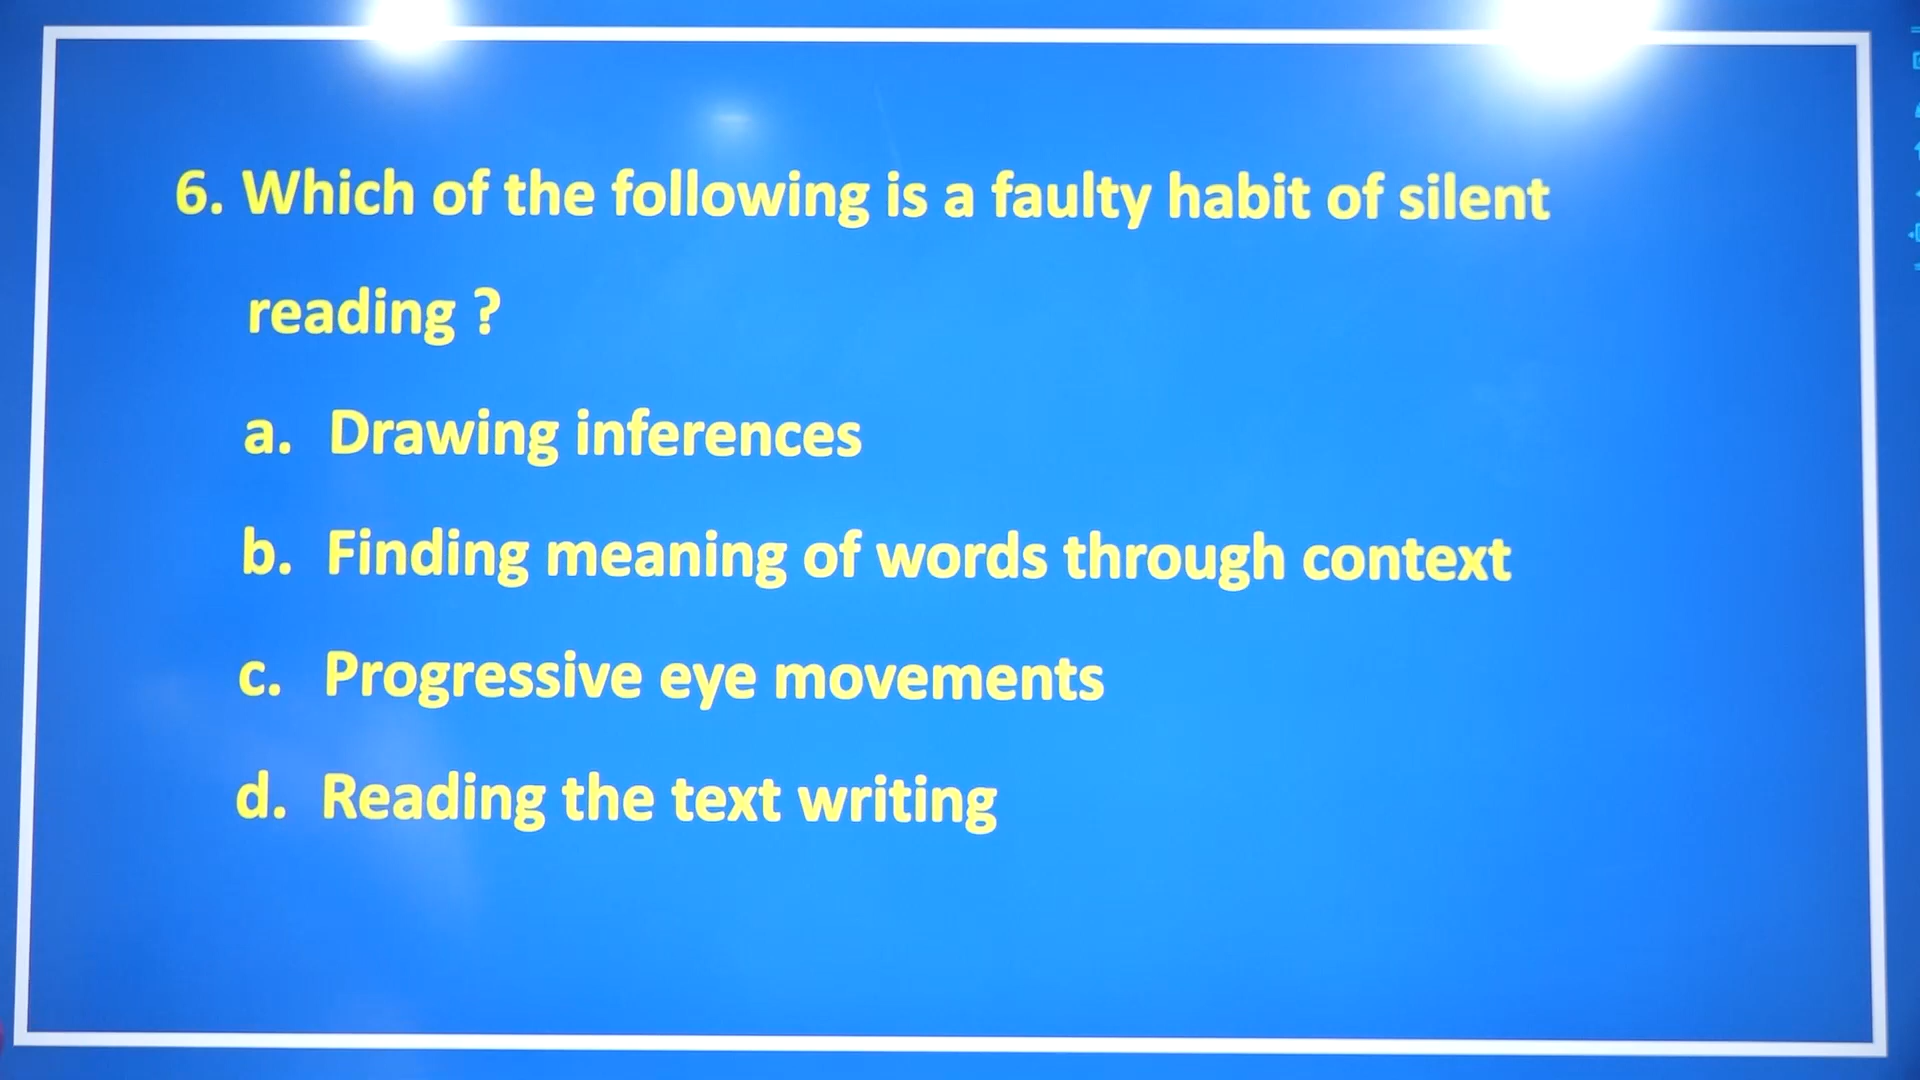 6. Which of the following is a faulty habit of silent
reading ?
a. Drawing inferences
b. Finding meaning of words through context
c. Progressive eye movements
d. Reading the text writing